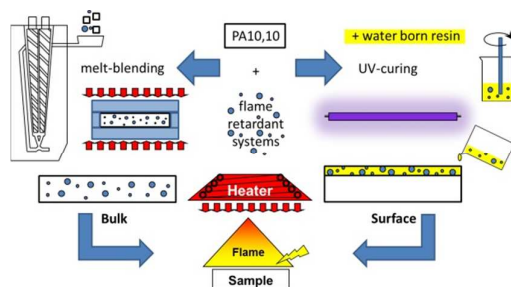 PA10,10
+ water born resin
melt-blending
+
UV-curing
flame
retardant
systems
Heater
Bulk
Surface
Flame
Sample